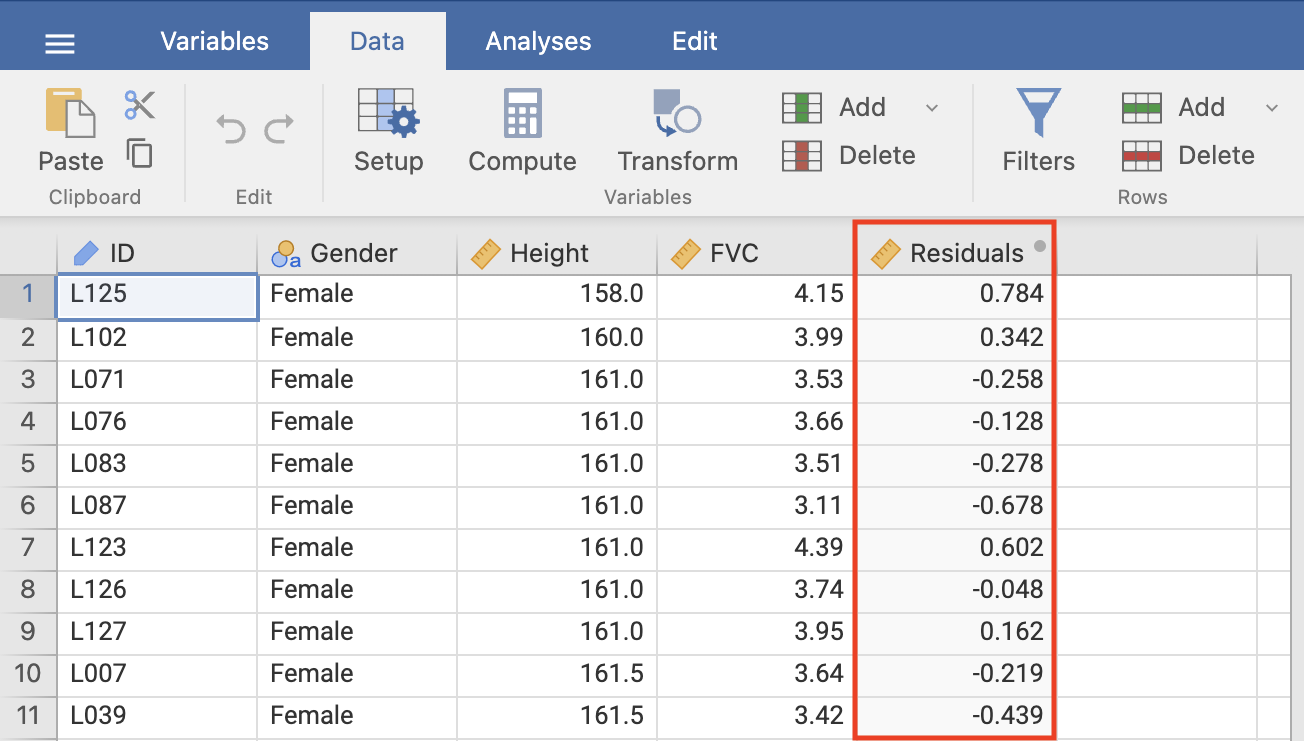 Variables Data Analyses Edit
Paste Setup Compute Transform Add Delete Filters Add Delete
Clipboard Edit Variables Rows
ID Gender Height FVC Residuals
1 L125 Female 158.0 4.15 0.784
2 L102 Female 160.0 3.99 0.342
3 L071 Female 161.0 3.53 -0.258
4 L076 Female 161.0 3.66 -0.128
5 L083 Female 161.0 3.51 -0.278
6 L087 Female 161.0 3.11 -0.678
7 L123 Female 161.0 4.39 0.602
8 L126 Female 161.0 3.74 -0.048
9 L127 Female 161.0 3.95 0.162
10 L007 Female 161.5 3.64 -0.219
11 L039 Female 161.5 3.42 -0.439